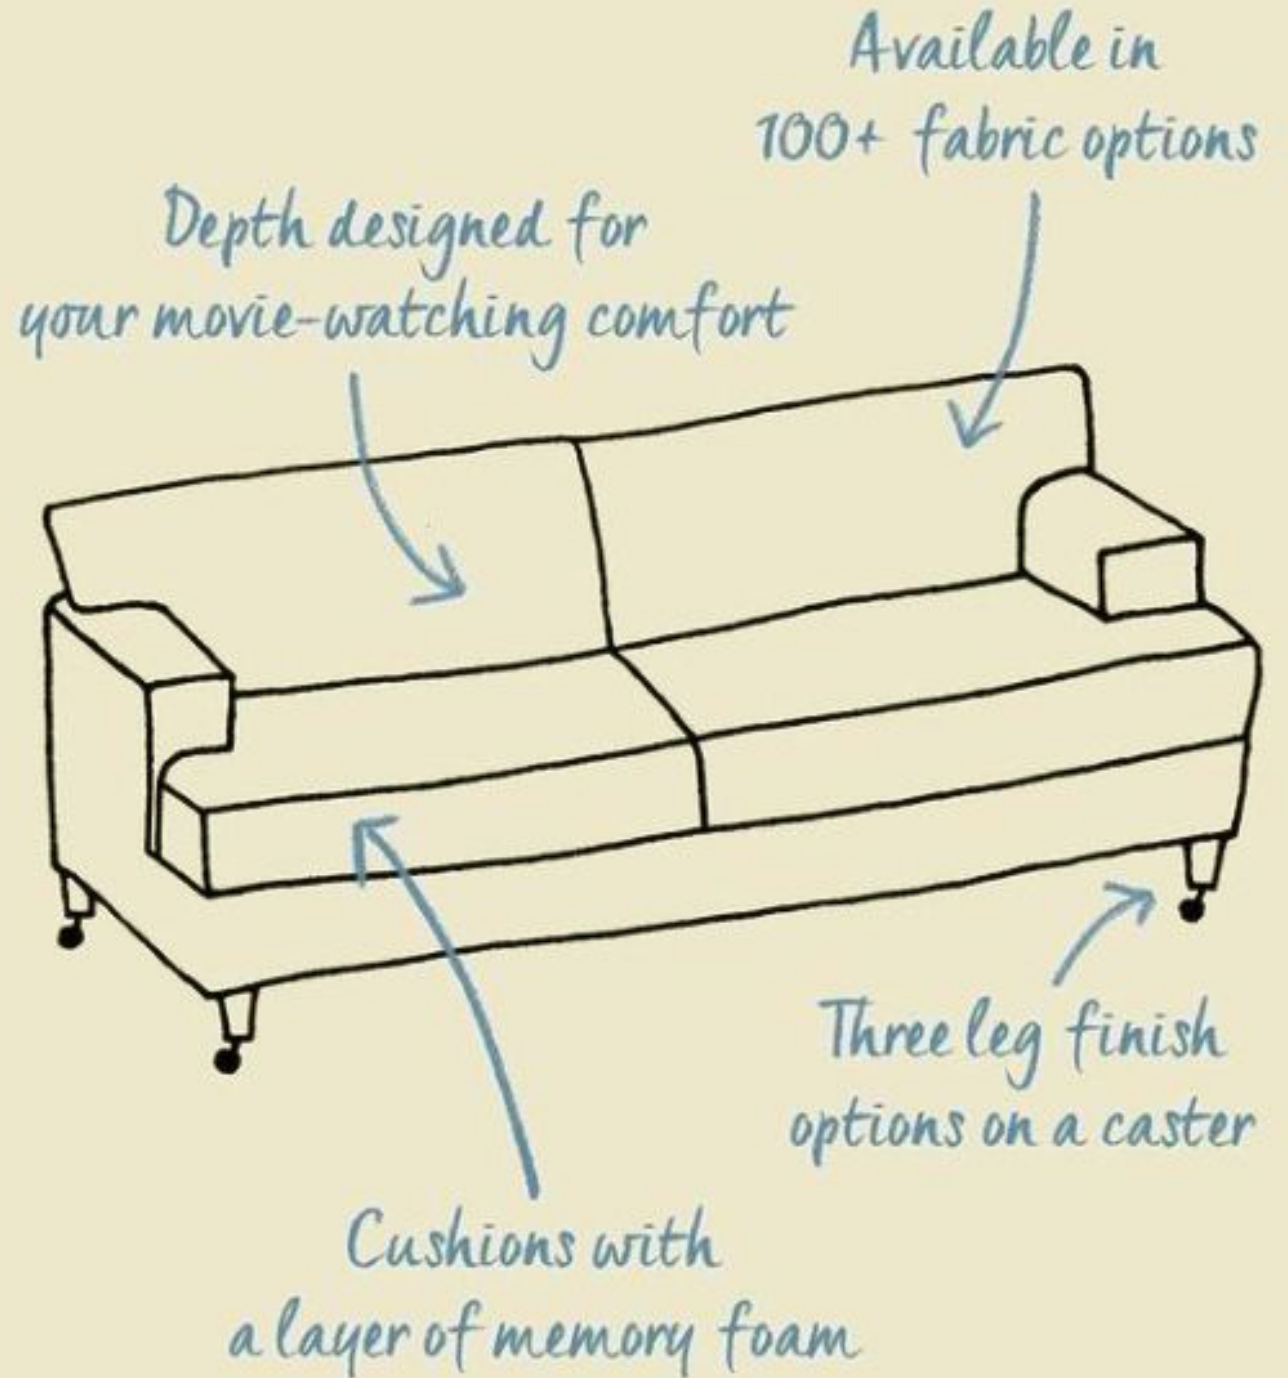 Available in
100+ fabric options
Depth designed for
your movie-watching comfort
Three leg finish
options on a caster
Cushions with
a layer of memory foam